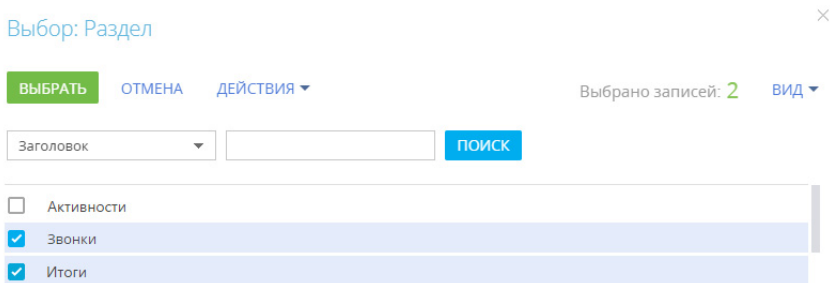 Выбор: Раздел
ВЫБРАТЬ ОТМЕНА ДЕЙСТВИЯ Выбрано записей: 2 ВИД
Заголовок ПОИСК
Активности
Звонки
Итоги